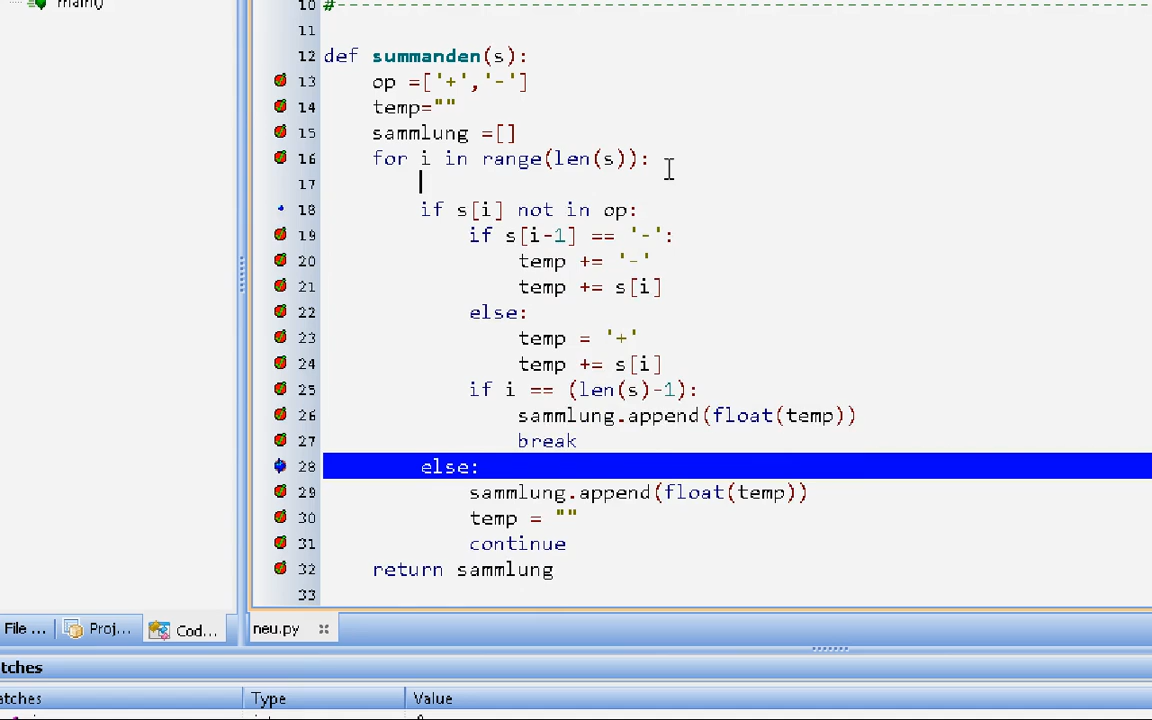 main()
10 #--------------------------------------------------------------------
11
12 def summanden(s):
13 op =['+','-']
14 temp=""
15 sammlung =[]
16 for i in range(len(s)):
17
18 if s[i] not in op:
19 if s[i-1] == '-':
20 temp += '-'
21 temp += s[i]
22 else:
23 temp = '+'
24 temp += s[i]
25 if i == (len(s)-1):
26 sammlung.append(float(temp))
27 break
28 else:
29 sammlung.append(float(temp))
30 temp = ""
31 continue
32 return sammlung
33
File ... Proj... Cod... neu.py
tches
atches Type Value